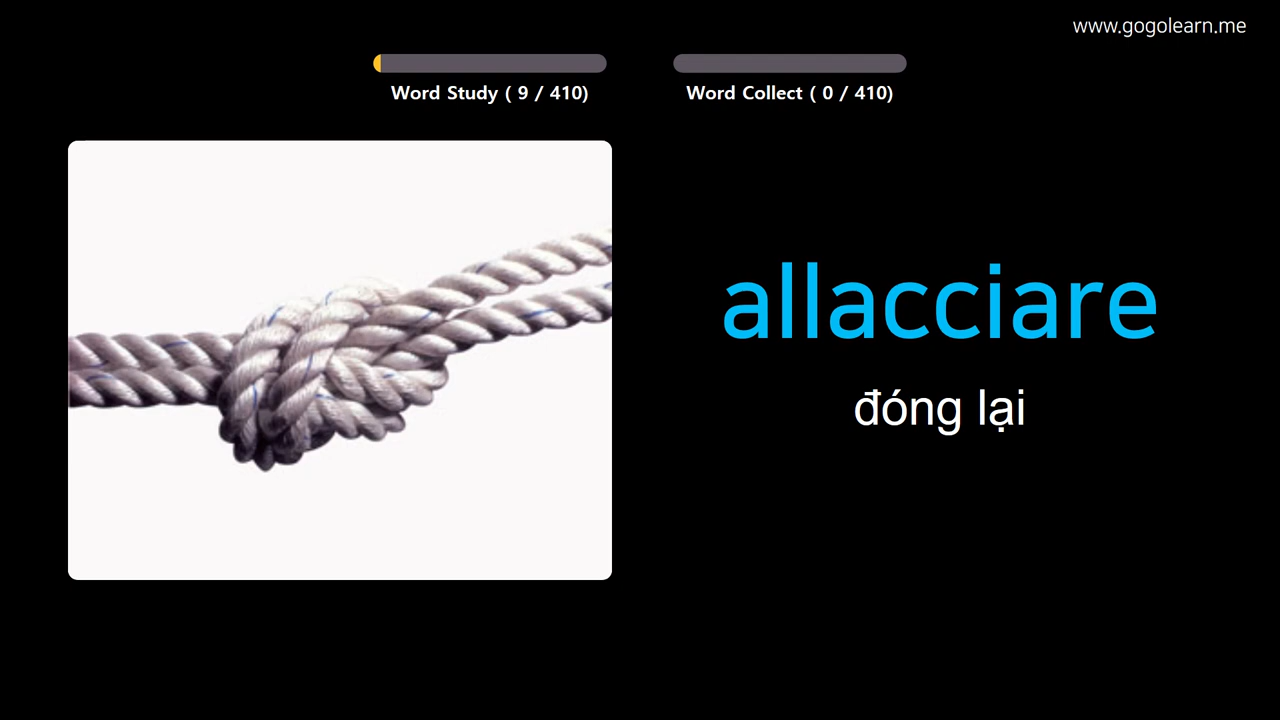 www.gogolearn.me
Word Study ( 9 / 410)
Word Collect ( 0 / 410)
allacciare
đóng lại